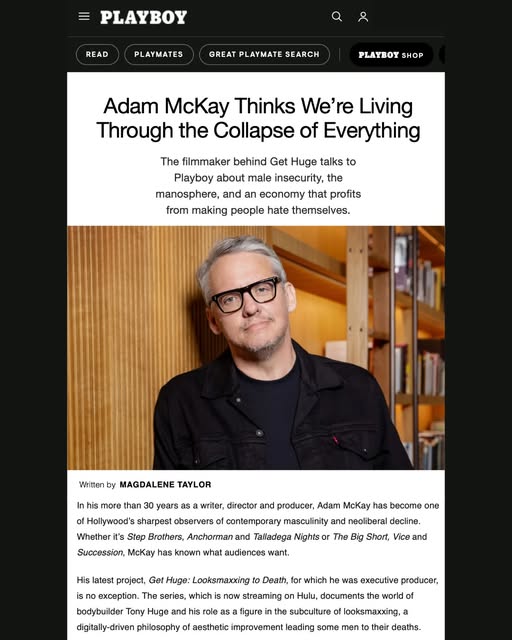 PLAYBOY
READ
PLAYMATES
GREAT PLAYMATE SEARCH
PLAYBOY SHOP
Adam McKay Thinks We’re Living
Through the Collapse of Everything
The filmmaker behind Get Huge talks to
Playboy about male insecurity, the
manosphere, and an economy that profits
from making people hate themselves.
Written by MAGDALENE TAYLOR
In his more than 30 years as a writer, director and producer, Adam McKay has become one
of Hollywood’s sharpest observers of contemporary masculinity and neoliberal decline.
Whether it’s Step Brothers, Anchorman and Talladega Nights or The Big Short, Vice and
Succession, McKay has known what audiences want.
His latest project, Get Huge: Looksmaxxing to Death, for which he was executive producer,
is no exception. The series, which is now streaming on Hulu, documents the world of
bodybuilder Tony Huge and his role as a figure in the subculture of looksmaxxing, a
digitally-driven philosophy of aesthetic improvement leading some men to their deaths.